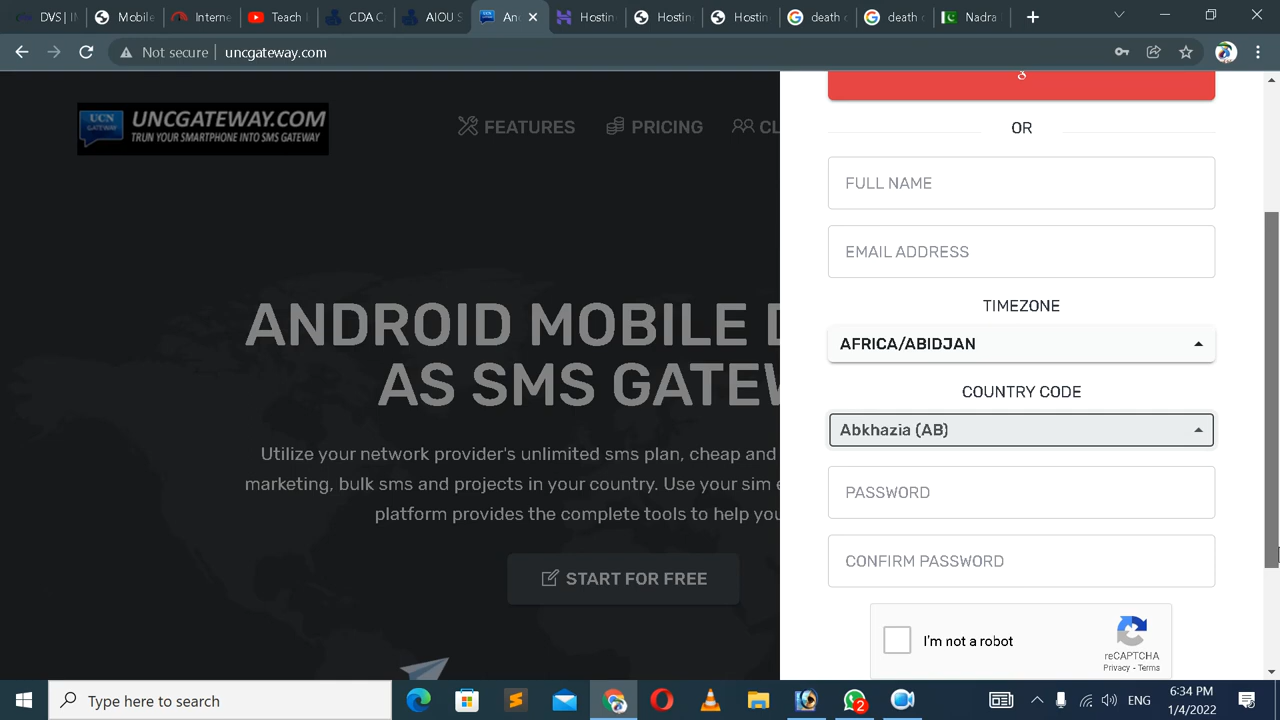 DVS I
Mobile
Interne
Teach
CDA C
AIOU S
An
Hostin
Hostin
Hostin
death
death
Nadra
Not secure
uncgateway.com
UCN
GATEWAY
UNCGATEWAY.COM
TRUN YOUR SMARTPHONE INTO SMS GATEWAY
FEATURES
PRICING
CL
ANDROID MOBILE D
AS SMS GATEW
Utilize your network provider's unlimited sms plan, cheap and
marketing, bulk sms and projects in your country. Use your sim
platform provides the complete tools to help you
START FOR FREE
OR
FULL NAME
EMAIL ADDRESS
TIMEZONE
AFRICA/ABIDJAN
COUNTRY CODE
Abkhazia (AB)
PASSWORD
CONFIRM PASSWORD
I'm not a robot
reCAPTCHA
Privacy - Terms
Type here to search
2
ENG
6:34 PM
1/4/2022